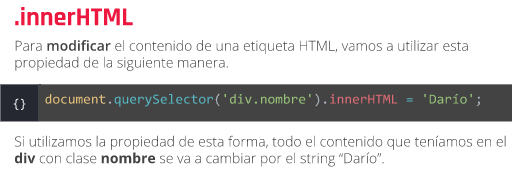 .innerHTML
Para modificar el contenido de una etiqueta HTML, vamos a utilizar esta
propiedad de la siguiente manera.
{} document.querySelector('div.nombre').innerHTML = 'Darío';
Si utilizamos la propiedad de esta forma, todo el contenido que teníamos en el
div con clase nombre se va a cambiar por el string “Darío”.